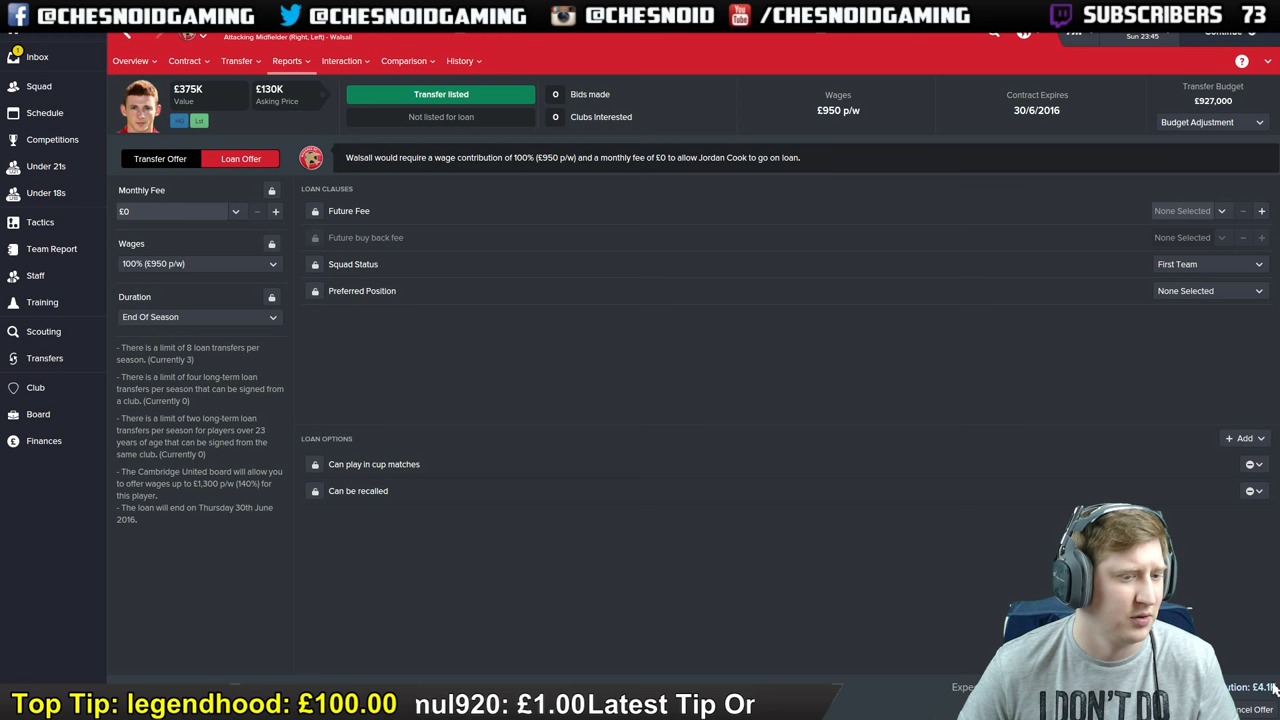 @CHESNOIDGAMING @CHESNOIDGAMING @CHESNOID /CHESNOIDGAMING SUBSCRIBERS 73
Attacking Midfielder (Right, Left) - Walsall
Sun 23:45
1
Inbox
Squad
Schedule
Competitions
Under 21s
Under 18s
Tactics
Team Report
Staff
Training
Scouting
Transfers
Club
Board
Finances
Overview Contract Transfer Reports Interaction Comparison History
£375K
Value
£130K
Asking Price
HG Lst
Transfer listed
Not listed for loan
0 Bids made
0 Clubs Interested
Wages
£950 p/w
Contract Expires
30/6/2016
Transfer Budget
£927,000
Budget Adjustment
Transfer Offer Loan Offer
Walsall would require a wage contribution of 100% (£950 p/w) and a monthly fee of £0 to allow Jordan Cook to go on loan.
Monthly Fee
£0
Wages
100% (£950 p/w)
Duration
End Of Season
- There is a limit of 8 loan transfers per
season. (Currently 3)
- There is a limit of four long-term loan
transfers per season that can be signed from
a club. (Currently 0)
- There is a limit of two long-term loan
transfers per season for players over 23
years of age that can be signed from the
same club. (Currently 0)
- The Cambridge United board will allow you
to offer wages up to £1,300 p/w (140%) for
this player.
- The loan will end on Thursday 30th June
2016.
LOAN CLAUSES
Future Fee None Selected
Future buy back fee None Selected
Squad Status First Team
Preferred Position None Selected
LOAN OPTIONS
+ Add
Can play in cup matches
Can be recalled
I DON'T DO
Top Tip: legendhood: £100.00 nul920: £1.00Latest Tip Or